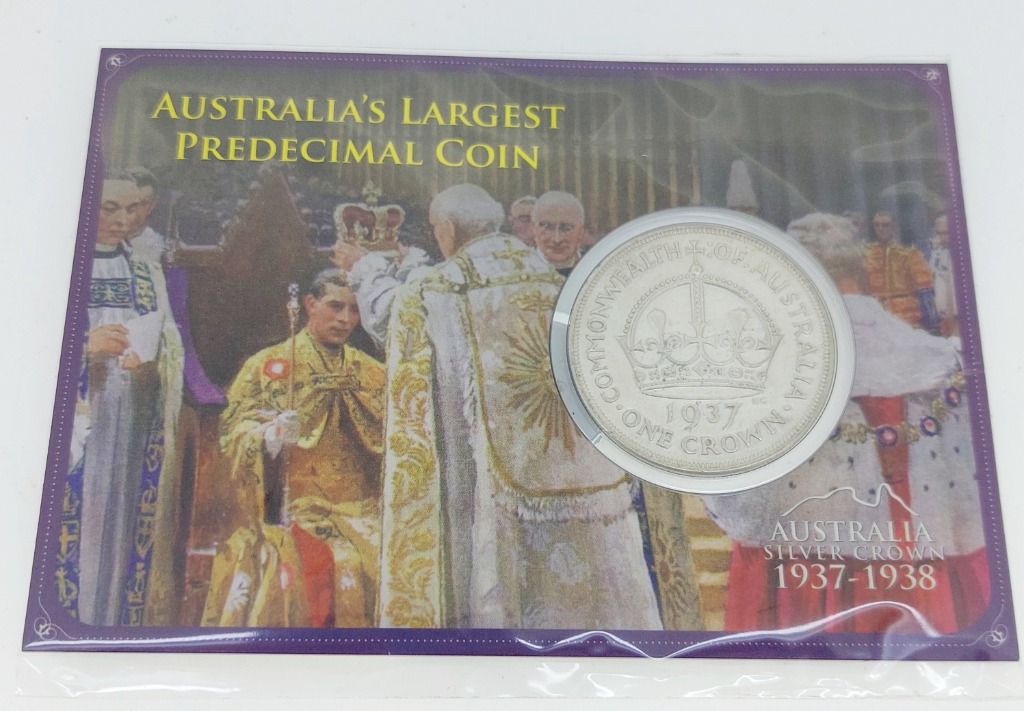 AUSTRALIA'S LARGEST
PREDECIMAL COIN
COMMONWEALTH OF AUSTRALIA
1937
ONE CROWN
AUSTRALIA
SILVER CROWN
1937-1938